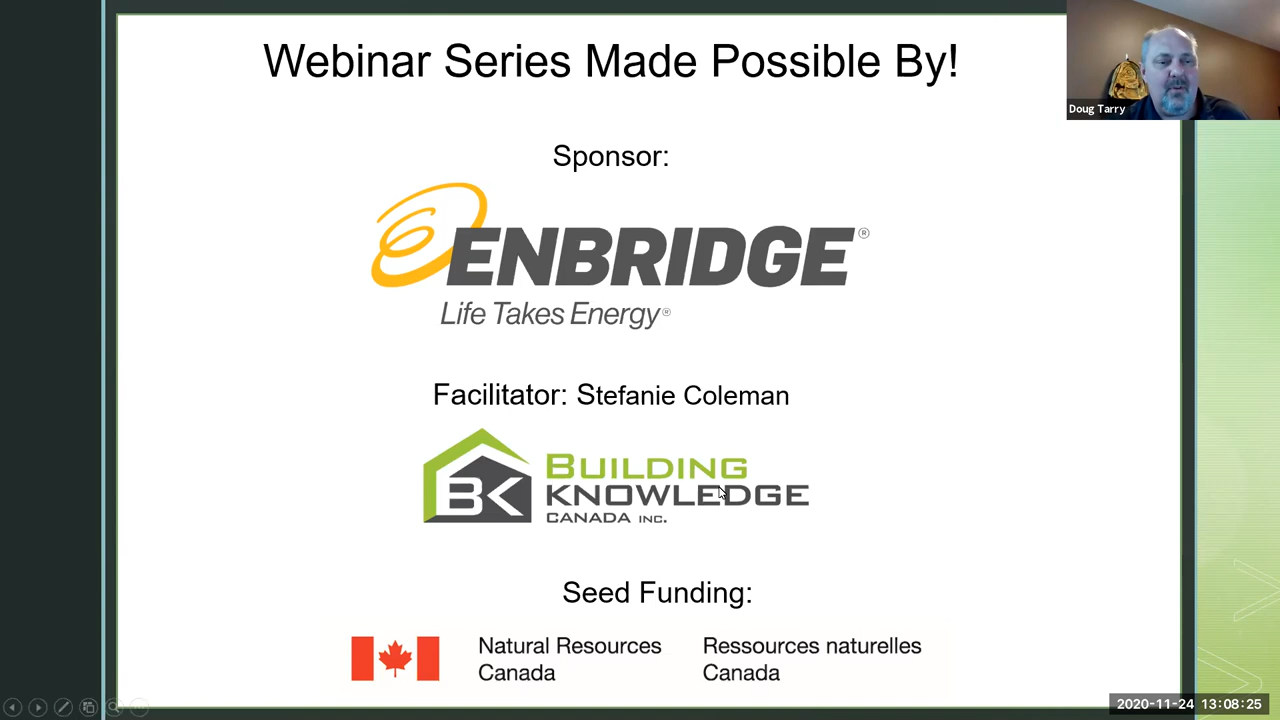 Webinar Series Made Possible By!
Doug Tarry
Sponsor:
ENBRIDGE®
Life Takes Energy®
Facilitator: Stefanie Coleman
BK
BUILDING
KNOWLEDGE
CANADA INC.
Seed Funding:
Natural Resources
Canada
Ressources naturelles
Canada
2020-11-24 13:08:25